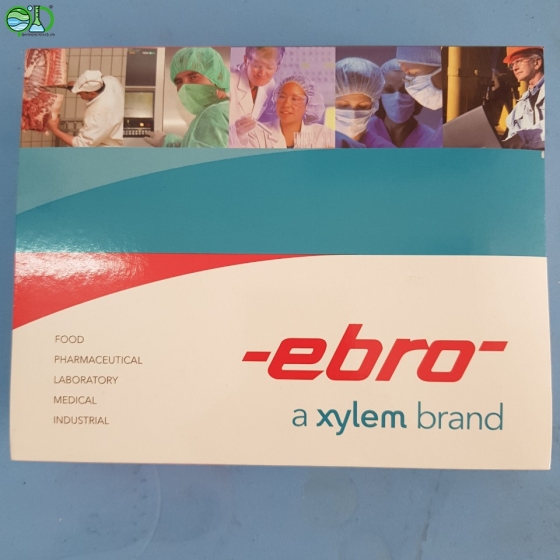 FOOD
PHARMACEUTICAL
LABORATORY
MEDICAL
INDUSTRIAL
-ebro-
a xylem brand